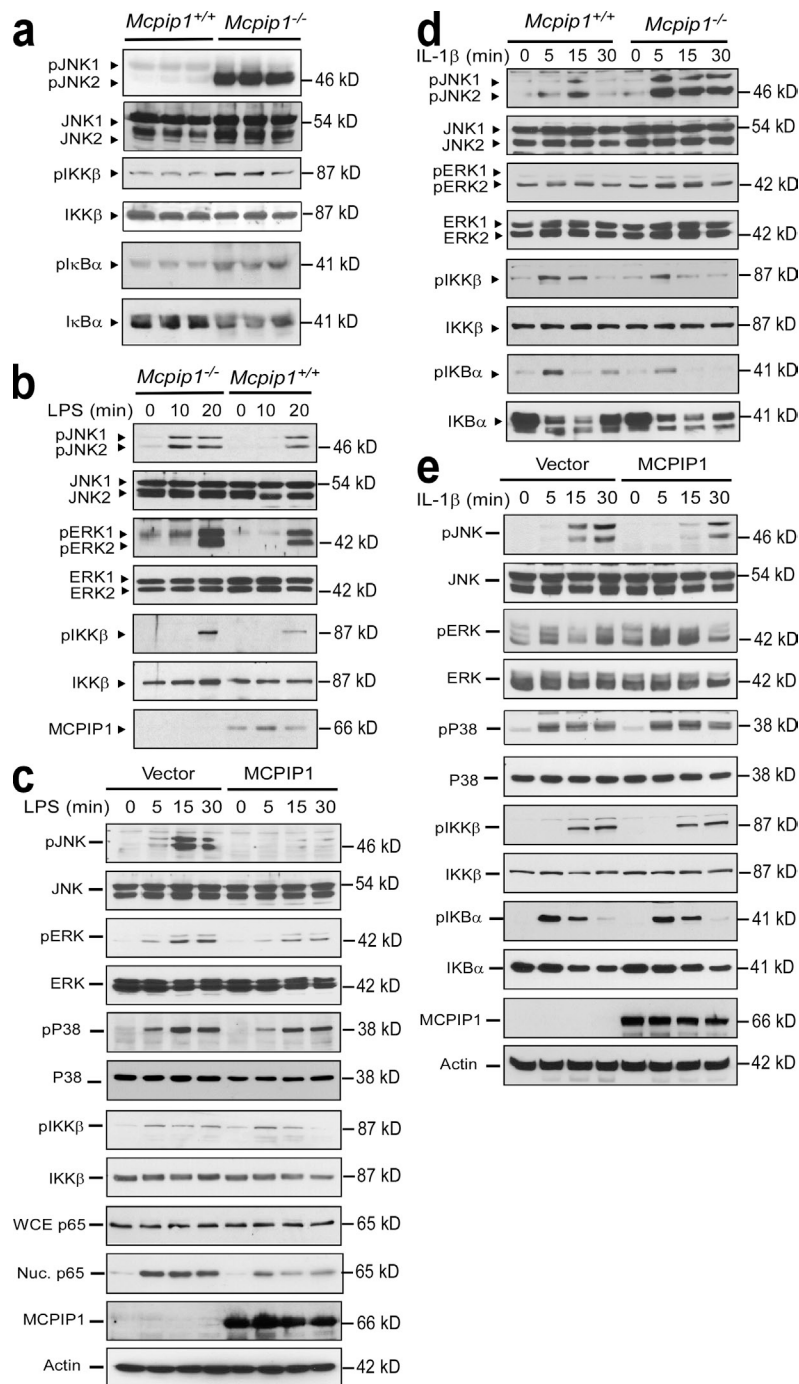 a
Mcpip1+/+ Mcpip1-/-
pJNK1
pJNK2 46 kD
JNK1 54 kD
JNK2
pIKKβ 87 kD
IKKβ 87 kD
pIκBα 41 kD
IκBα 41 kD
b
Mcpip1-/- Mcpip1+/+
LPS (min) 0 10 20 0 10 20
pJNK1
pJNK2 46 kD
JNK1 54 kD
JNK2
pERK1
pERK2 42 kD
ERK1
ERK2 42 kD
pIKKβ 87 kD
IKKβ 87 kD
MCPIP1 66 kD
c
Vector MCPIP1
LPS (min) 0 5 15 30 0 5 15 30
pJNK 46 kD
JNK 54 kD
pERK 42 kD
ERK 42 kD
pP38 38 kD
P38 38 kD
pIKKβ 87 kD
IKKβ 87 kD
WCE p65 65 kD
Nuc. p65 65 kD
MCPIP1 66 kD
Actin 42 kD
d
Mcpip1+/+ Mcpip1-/-
IL-1β (min) 0 5 15 30 0 5 15 30
pJNK1
pJNK2 46 kD
JNK1 54 kD
JNK2
pERK1
pERK2 42 kD
ERK1
ERK2 42 kD
pIKKβ 87 kD
IKKβ 87 kD
pIKBα 41 kD
IKBα 41 kD
e
Vector MCPIP1
IL-1β (min) 0 5 15 30 0 5 15 30
pJNK 46 kD
JNK 54 kD
pERK 42 kD
ERK 42 kD
pP38 38 kD
P38 38 kD
pIKKβ 87 kD
IKKβ 87 kD
pIKBα 41 kD
IKBα 41 kD
MCPIP1 66 kD
Actin 42 kD